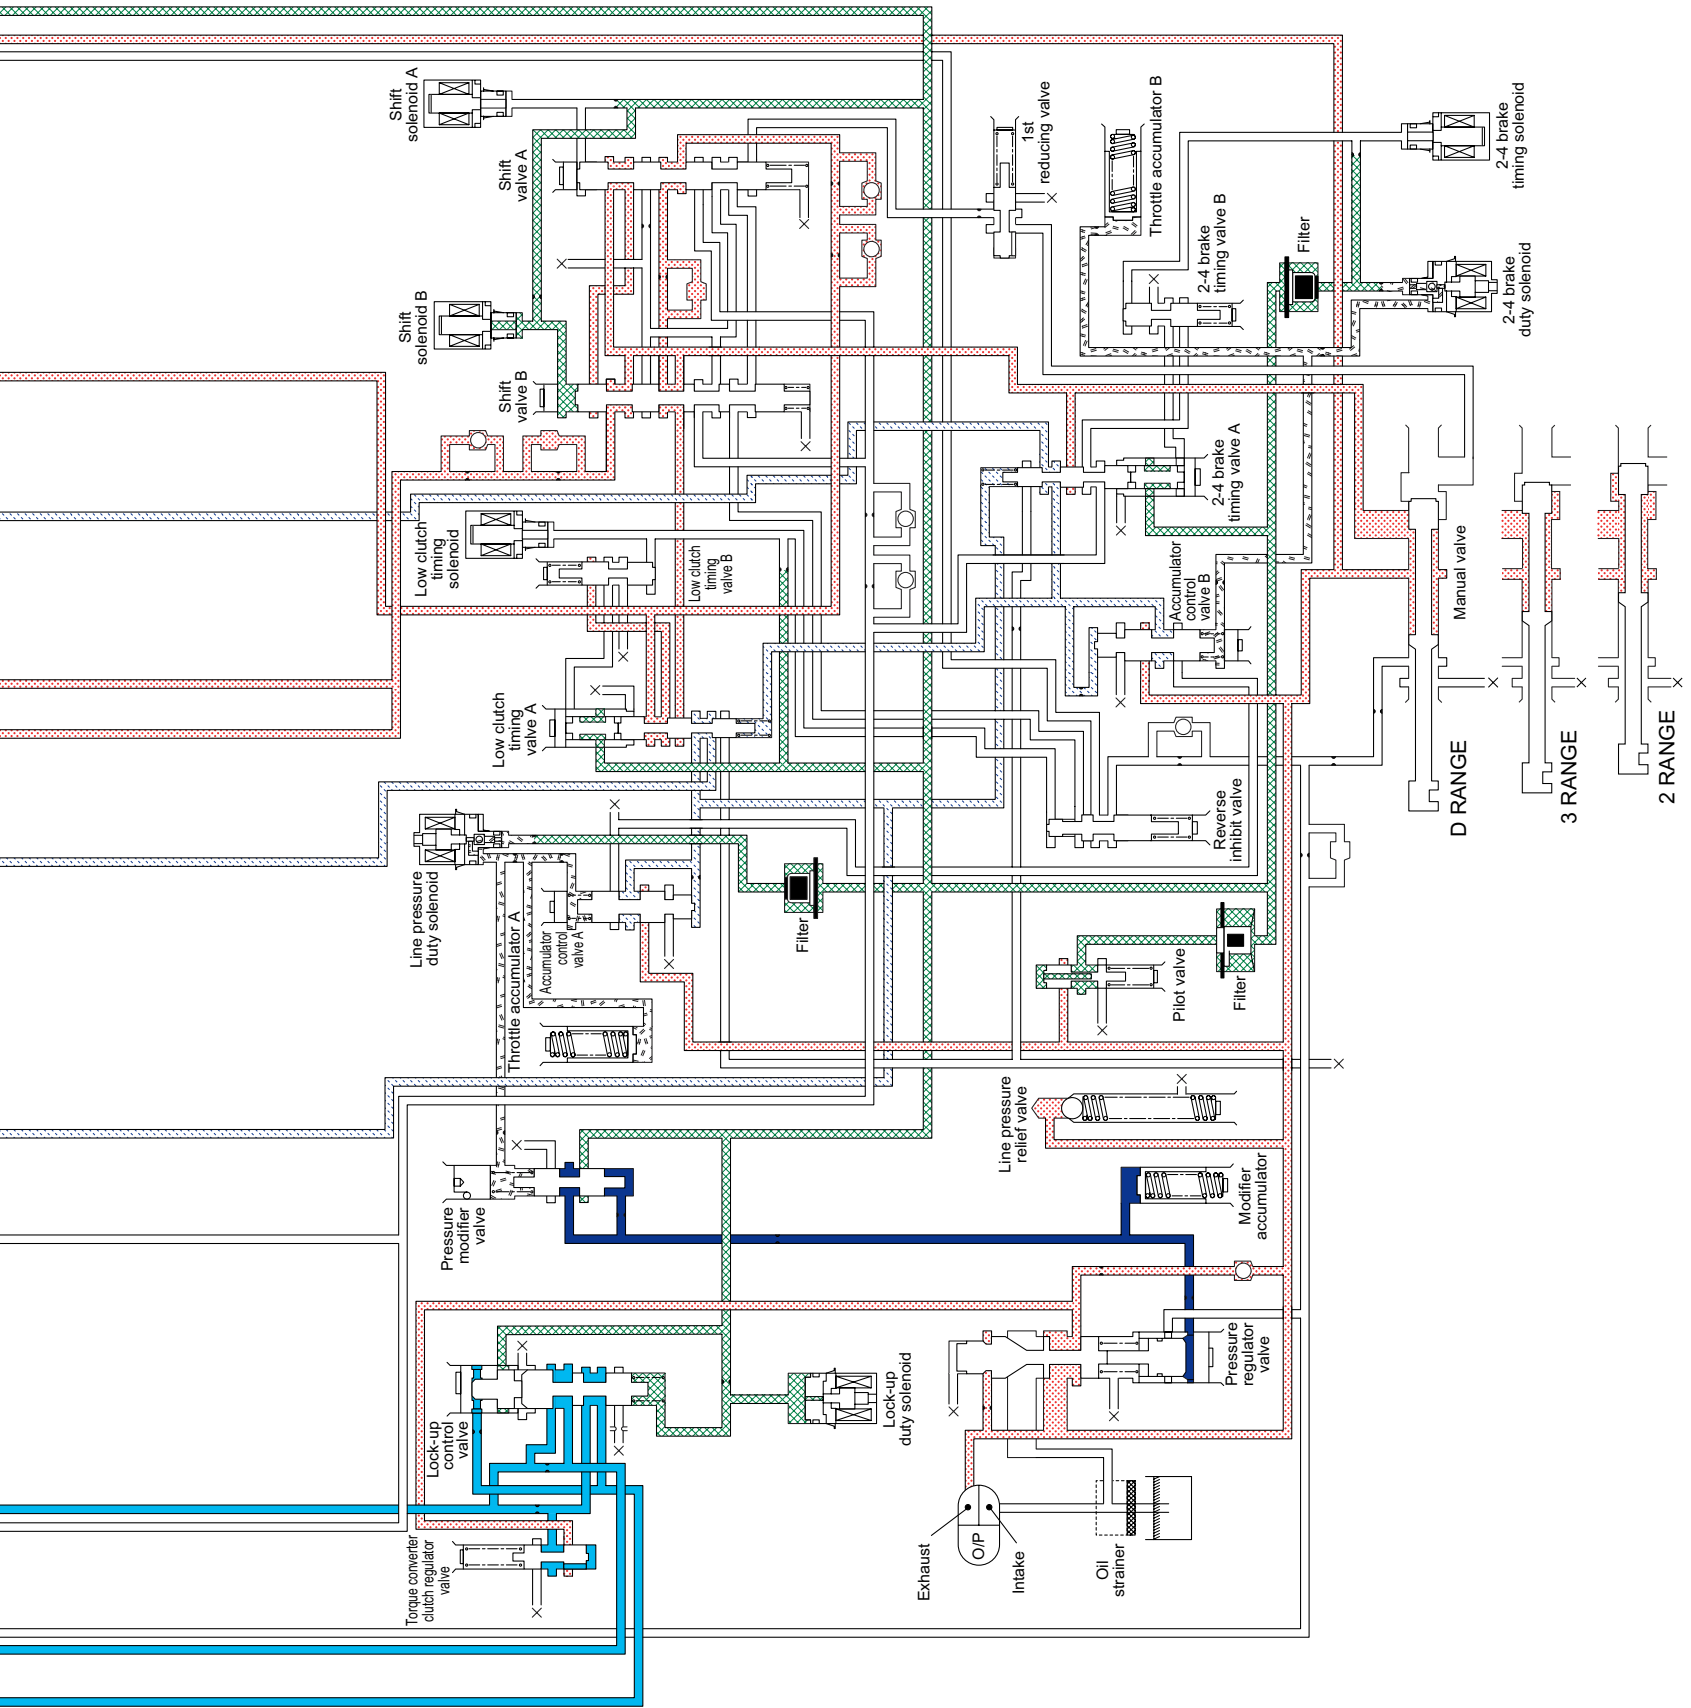 Shift
solenoid A
Shift
valve A
Shift
solenoid B
Shift
valve B
Low clutch
timing
solenoid
Low clutch
timing
valve B
Low clutch
timing
valve A
Line pressure
duty solenoid
Throttle accumulator A
Accumulator
control
valve A
Filter
Pressure
modifier
valve
Lock-up
control
valve
Lock-up
duty solenoid
Torque converter
clutch regulator
valve
1st
reducing valve
Throttle accumulator B
2-4 brake
timing valve B
Filter
2-4 brake
timing solenoid
2-4 brake
duty solenoid
2-4 brake
timing valve A
Accumulator
control
valve B
Manual valve
D RANGE
3 RANGE
2 RANGE
Reverse
inhibit valve
Pilot valve
Filter
Line pressure
relief valve
Modifier
accumulator
Pressure
regulator
valve
Exhaust
O/P
Intake
Oil
strainer